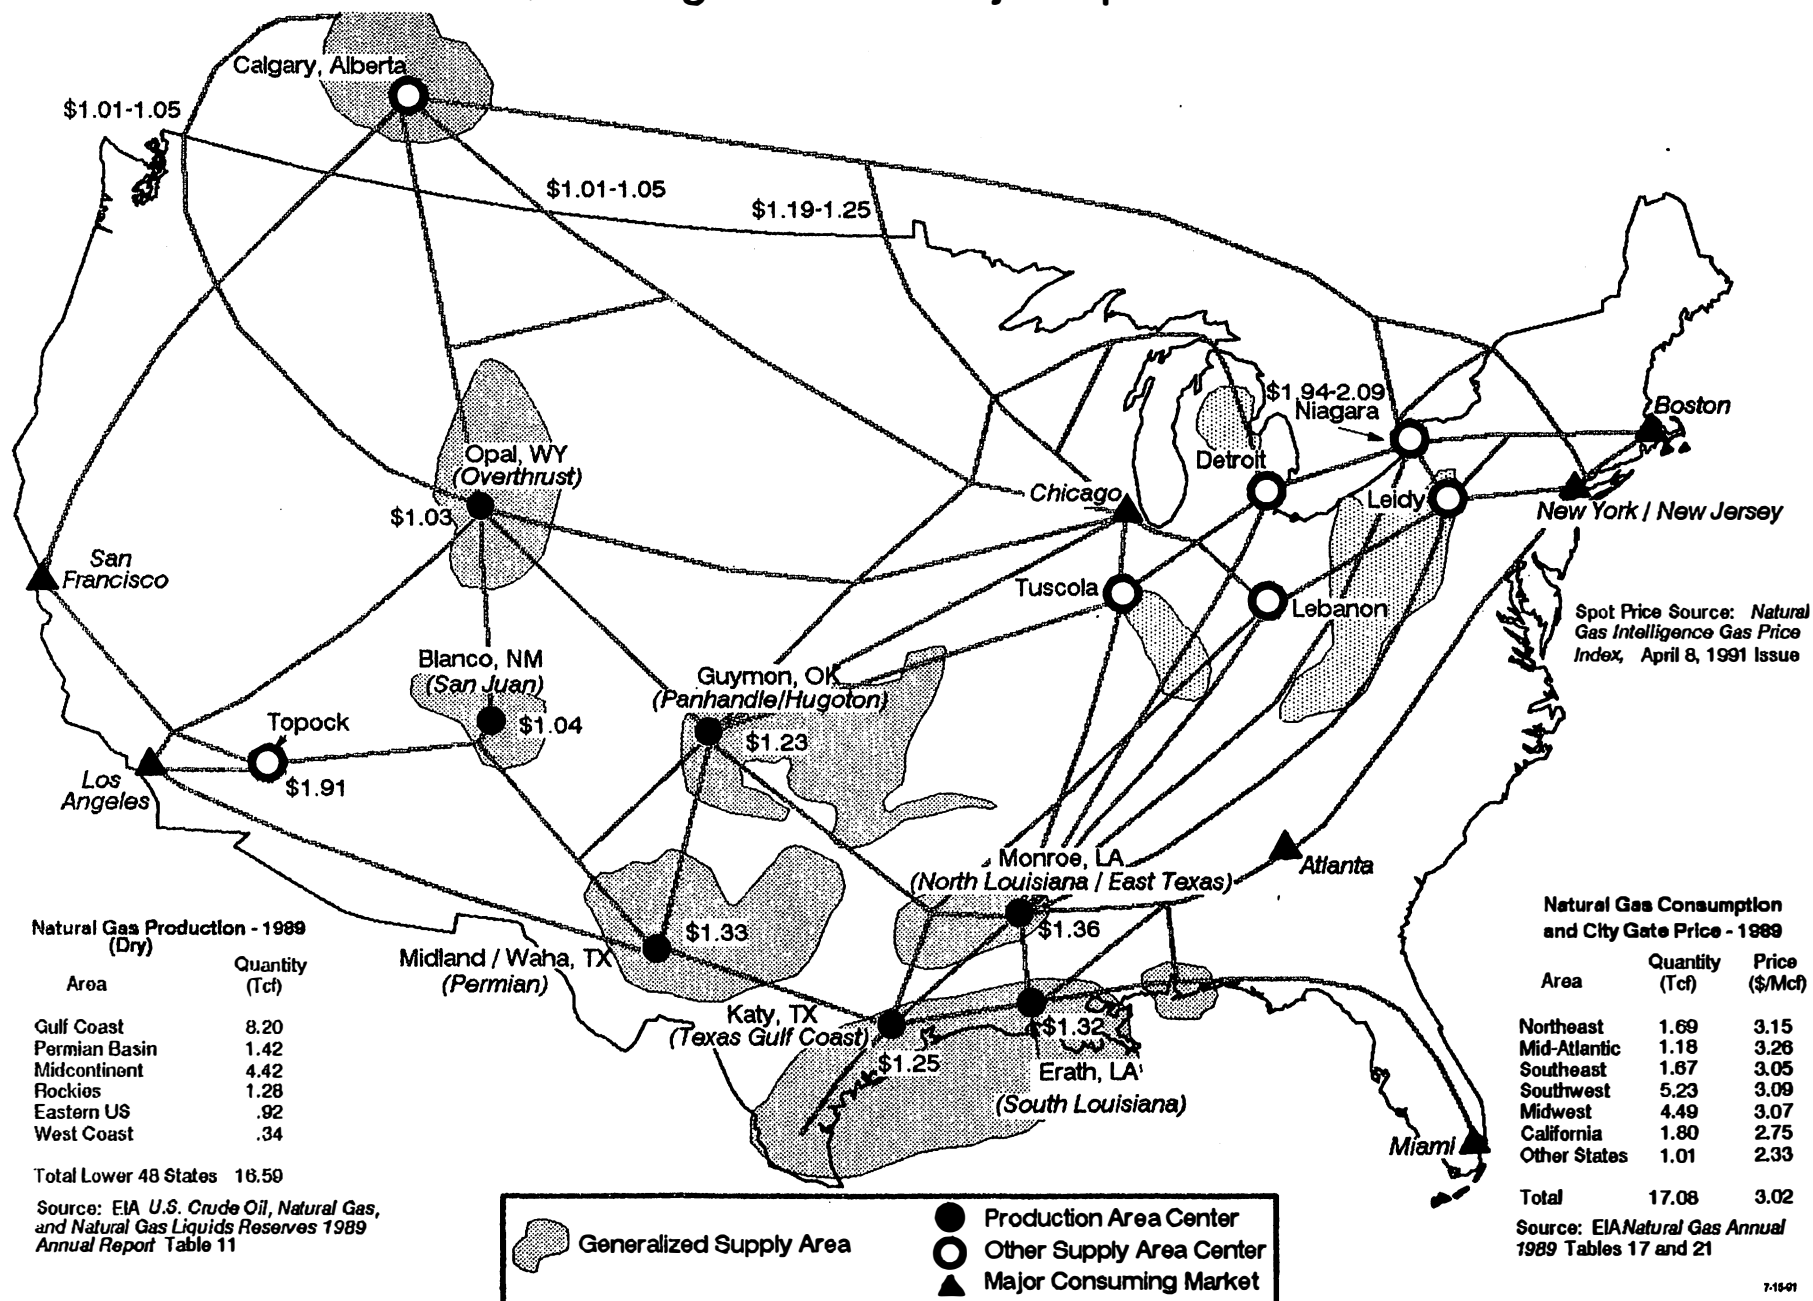 Calgary, Alberta
$1.01-1.05
$1.01-1.05
$1.19-1.25
$1.94-2.09
Niagara
Boston
Opal, WY
(Overthrust)
$1.03
Detroit
Chicago
Leidy
New York / New Jersey
San
Francisco
Tuscola
Lebanon
Spot Price Source: Natural
Gas Intelligence Gas Price
Index, April 8, 1991 Issue
Blanco, NM
(San Juan)
$1.04
Guymon, OK
(Panhandle/Hugoton)
$1.23
Topock
$1.91
Los
Angeles
Monroe, LA
(North Louisiana / East Texas)
$1.36
Atlanta
$1.33
Midland / Waha, TX
(Permian)
Katy, TX
(Texas Gulf Coast)
$1.25
$1.32
Erath, LA
(South Louisiana)
Miami
Natural Gas Production - 1989
(Dry)
Area Quantity
(Tcf)
Gulf Coast 8.20
Permian Basin 1.42
Midcontinent 4.42
Rockies 1.28
Eastern US .92
West Coast .34
Total Lower 48 States 16.59
Source: EIA U.S. Crude Oil, Natural Gas,
and Natural Gas Liquids Reserves 1989
Annual Report Table 11
Natural Gas Consumption
and City Gate Price - 1989
Area Quantity (Tcf) Price ($/Mcf)
Northeast 1.69 3.15
Mid-Atlantic 1.18 3.26
Southeast 1.67 3.05
Southwest 5.23 3.09
Midwest 4.49 3.07
California 1.80 2.75
Other States 1.01 2.33
Total 17.08 3.02
Source: EIA Natural Gas Annual
1989 Tables 17 and 21
Generalized Supply Area
Production Area Center
Other Supply Area Center
Major Consuming Market
7-16-91